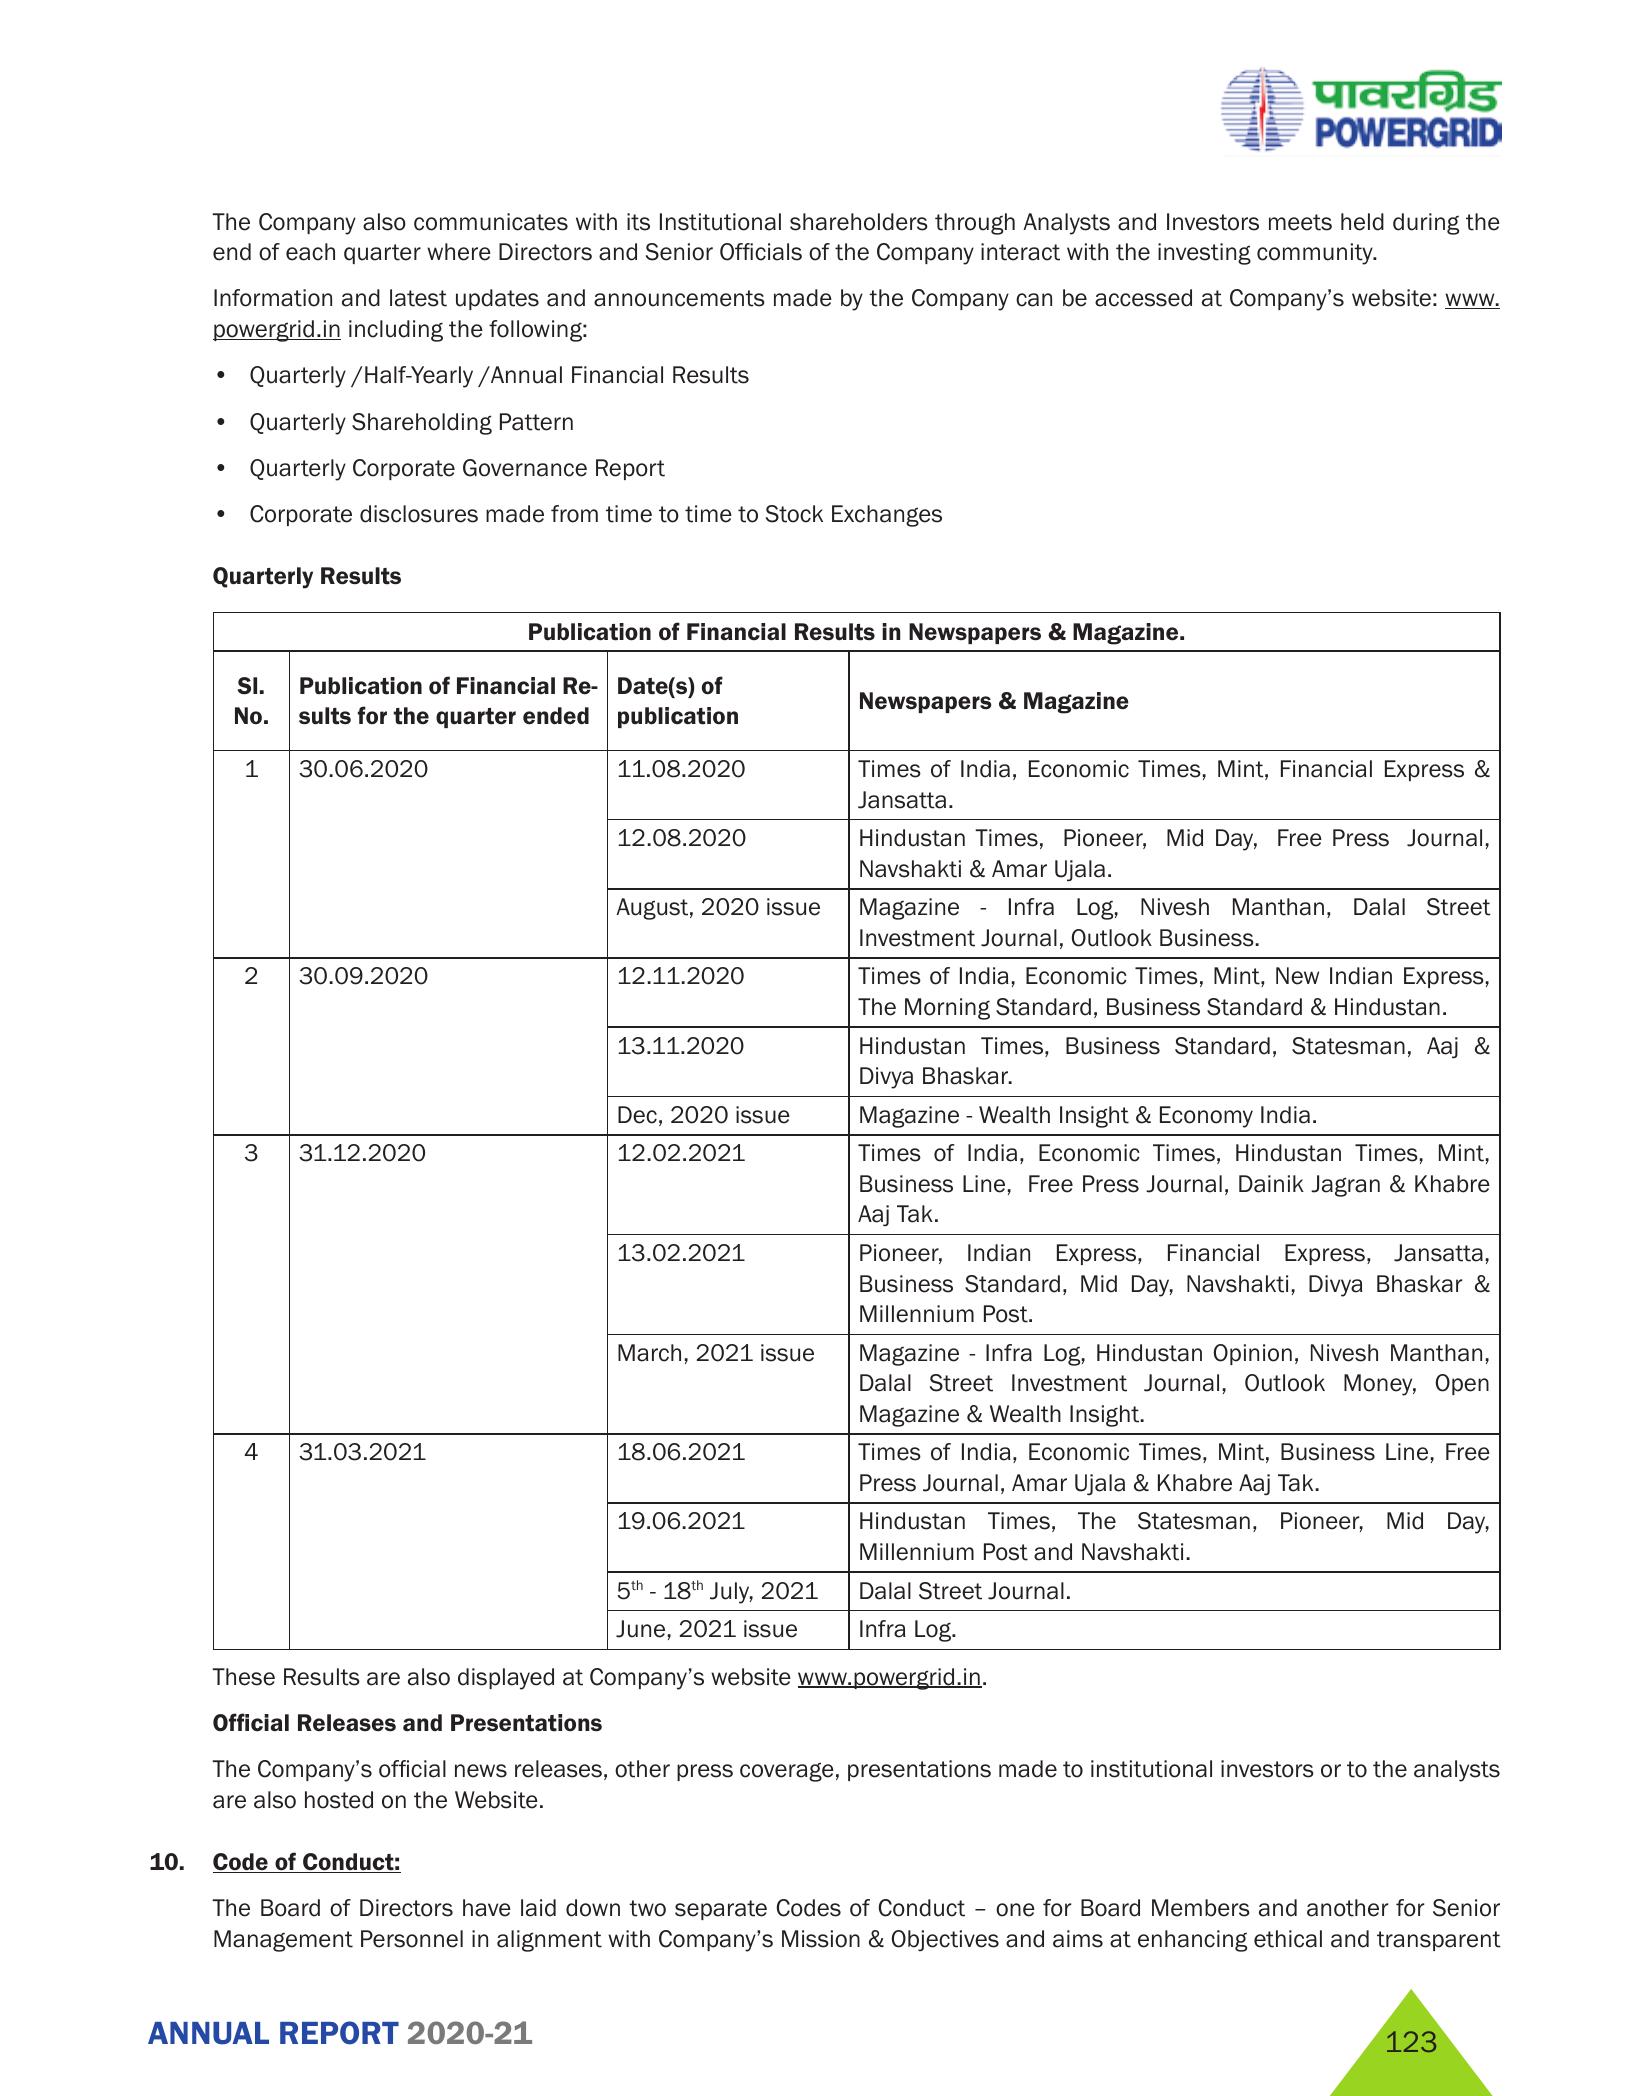 पावरग्रिड
POWERGRID
The Company also communicates with its Institutional shareholders through Analysts and Investors meets held during the
end of each quarter where Directors and Senior Officials of the Company interact with the investing community.
Information and latest updates and announcements made by the Company can be accessed at Company’s website: www.
powergrid.in including the following:
• Quarterly /Half-Yearly /Annual Financial Results
• Quarterly Shareholding Pattern
• Quarterly Corporate Governance Report
• Corporate disclosures made from time to time to Stock Exchanges
Quarterly Results
Publication of Financial Results in Newspapers & Magazine.
Sl.
No.
Publication of Financial Re-
sults for the quarter ended
Date(s) of
publication
Newspapers & Magazine
1
30.06.2020
11.08.2020
Times of India, Economic Times, Mint, Financial Express &
Jansatta.
12.08.2020
Hindustan Times, Pioneer, Mid Day, Free Press Journal,
Navshakti & Amar Ujala.
August, 2020 issue
Magazine - Infra Log, Nivesh Manthan, Dalal Street
Investment Journal, Outlook Business.
2
30.09.2020
12.11.2020
Times of India, Economic Times, Mint, New Indian Express,
The Morning Standard, Business Standard & Hindustan.
13.11.2020
Hindustan Times, Business Standard, Statesman, Aaj &
Divya Bhaskar.
Dec, 2020 issue
Magazine - Wealth Insight & Economy India.
3
31.12.2020
12.02.2021
Times of India, Economic Times, Hindustan Times, Mint,
Business Line, Free Press Journal, Dainik Jagran & Khabre
Aaj Tak.
13.02.2021
Pioneer, Indian Express, Financial Express, Jansatta,
Business Standard, Mid Day, Navshakti, Divya Bhaskar &
Millennium Post.
March, 2021 issue
Magazine - Infra Log, Hindustan Opinion, Nivesh Manthan,
Dalal Street Investment Journal, Outlook Money, Open
Magazine & Wealth Insight.
4
31.03.2021
18.06.2021
Times of India, Economic Times, Mint, Business Line, Free
Press Journal, Amar Ujala & Khabre Aaj Tak.
19.06.2021
Hindustan Times, The Statesman, Pioneer, Mid Day,
Millennium Post and Navshakti.
5th - 18th July, 2021
Dalal Street Journal.
June, 2021 issue
Infra Log.
These Results are also displayed at Company’s website www.powergrid.in.
Official Releases and Presentations
The Company’s official news releases, other press coverage, presentations made to institutional investors or to the analysts
are also hosted on the Website.
10. Code of Conduct:
The Board of Directors have laid down two separate Codes of Conduct – one for Board Members and another for Senior
Management Personnel in alignment with Company’s Mission & Objectives and aims at enhancing ethical and transparent
ANNUAL REPORT 2020-21
123